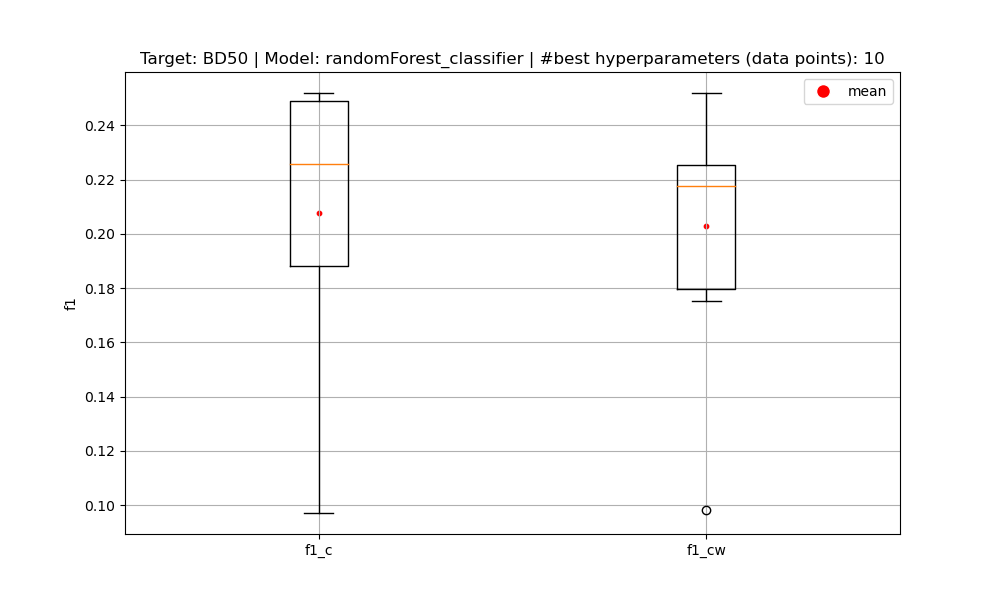 Target: BD50 | Model: randomForest_classifier | #best hyperparameters (data points): 10
mean
0.24
0.22
0.20
0.18
0.16
0.14
0.12
0.10
f1
f1_c
f1_cw